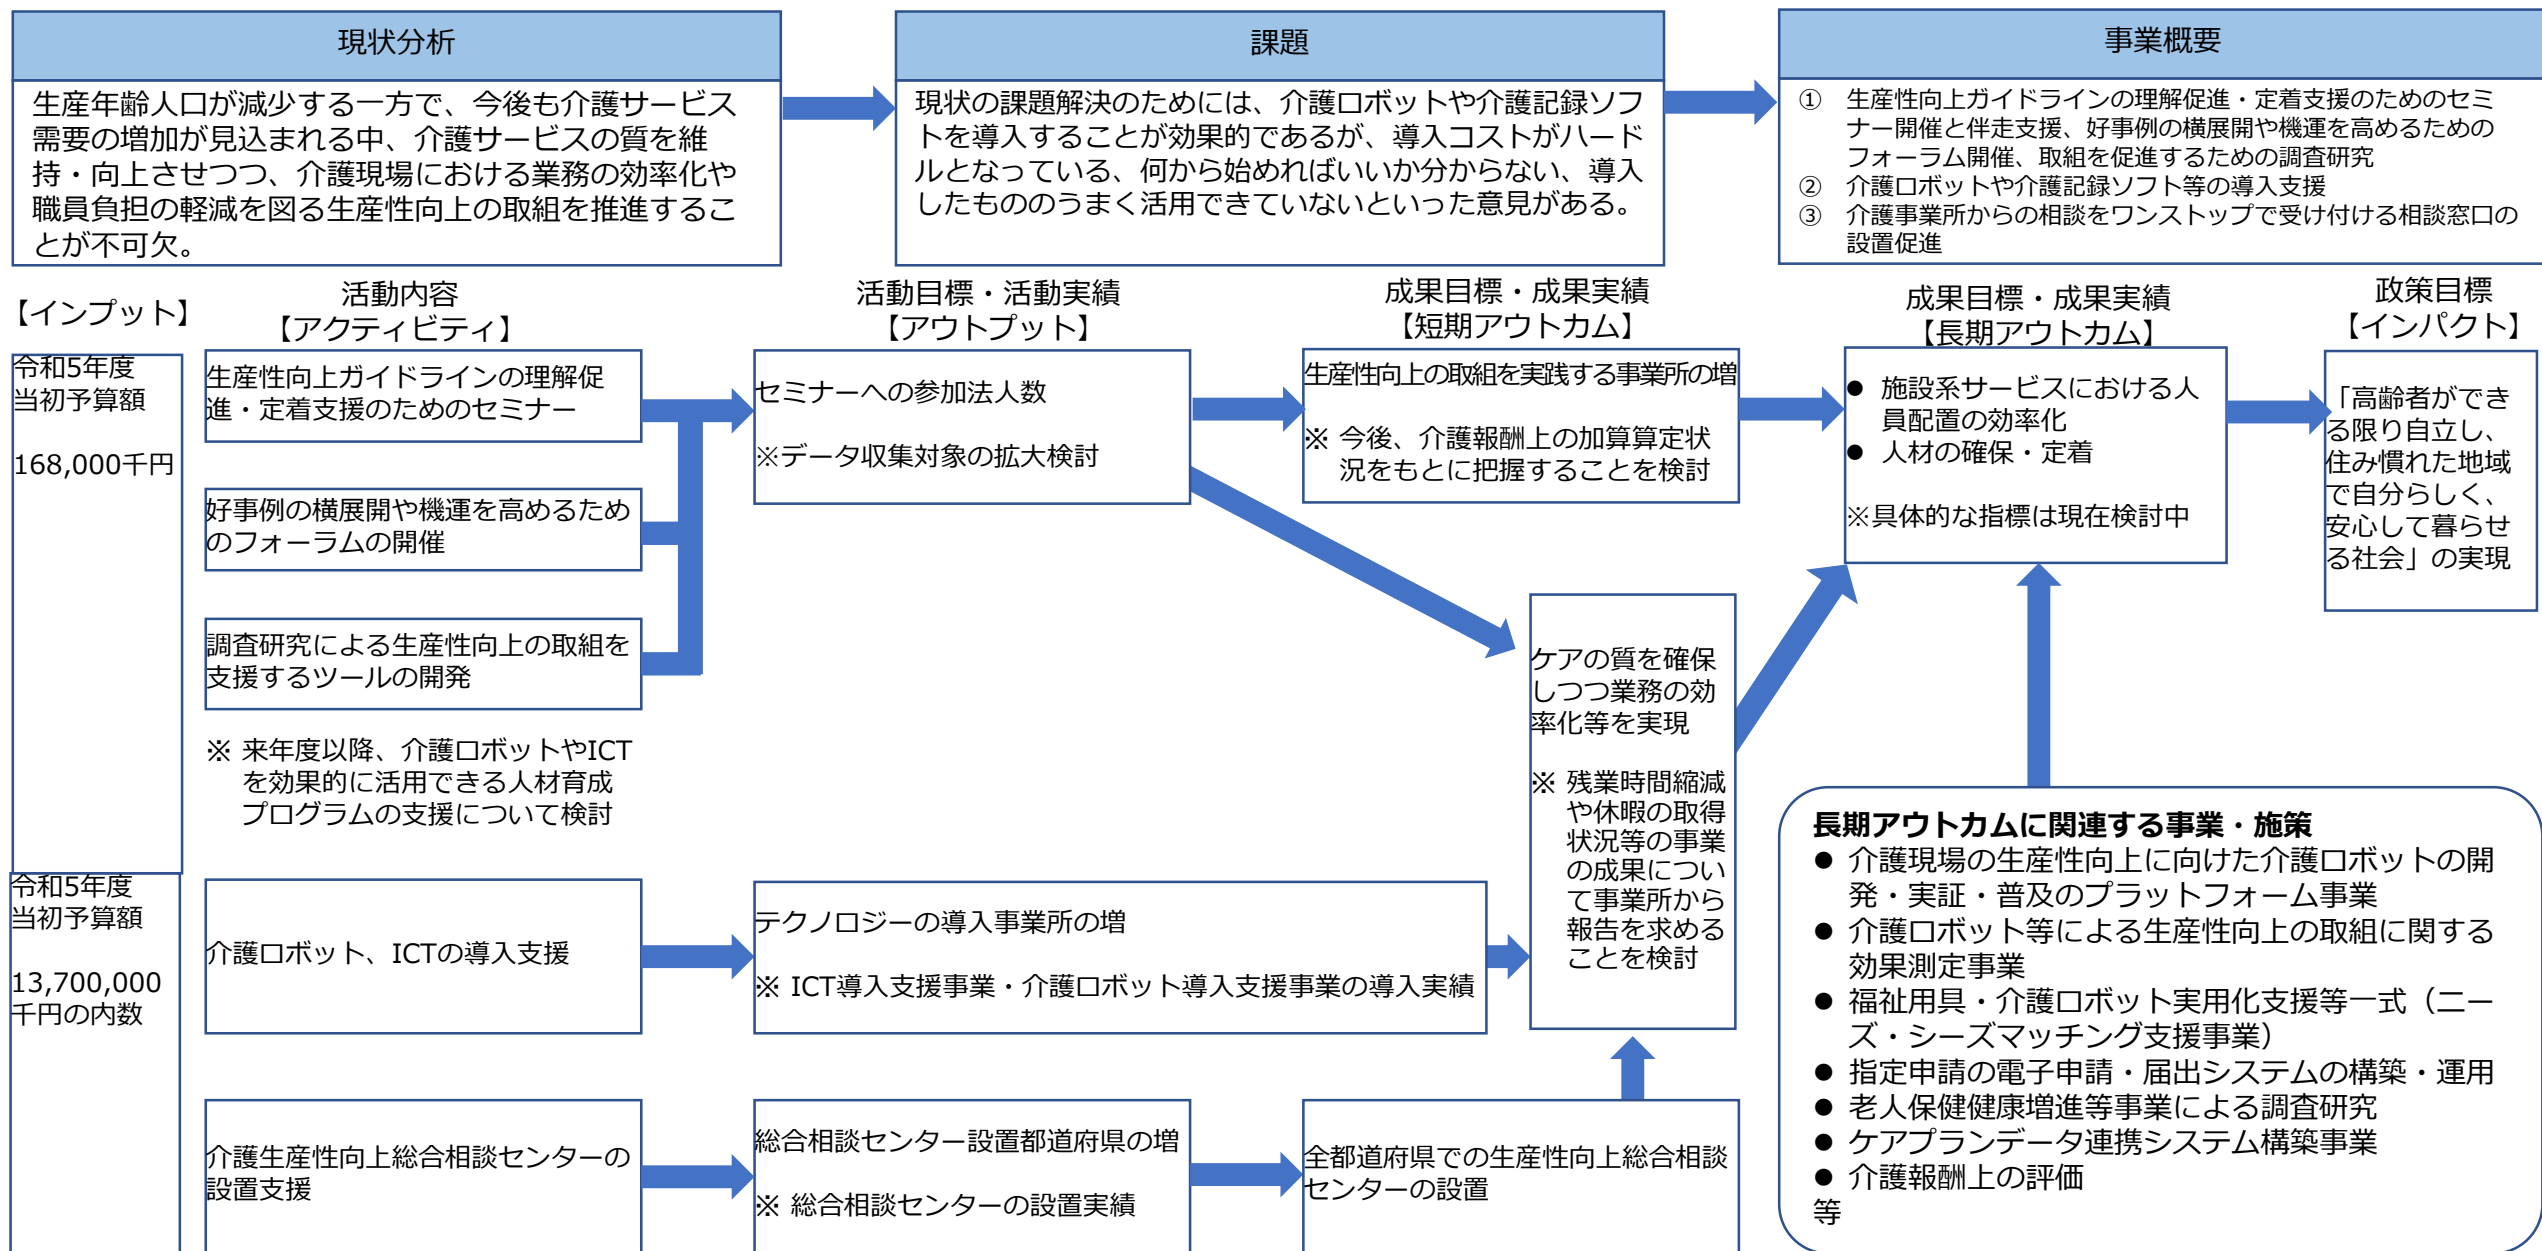 現状分析
生産年齢人口が減少する一方で、今後も介護サービス
需要の増加が見込まれる中、介護サービスの質を維
持・向上させつつ、介護現場における業務の効率化や
職員負担の軽減を図る生産性向上の取組を推進するこ
とが不可欠。
課題
現状の課題解決のためには、介護ロボットや介護記録ソフ
トを導入することが効果的であるが、導入コストがハード
ルとなっている、何から始めればいいか分からない、導入
したもののうまく活用できていないといった意見がある。
事業概要
① 生産性向上ガイドラインの理解促進・定着支援のためのセミ
ナー開催と伴走支援、好事例の横展開や機運を高めるための
フォーラム開催、取組を促進するための調査研究
② 介護ロボットや介護記録ソフト等の導入支援
③ 介護事業所からの相談をワンストップで受け付ける相談窓口の
設置促進
【インプット】
活動内容
【アクティビティ】
活動目標・活動実績
【アウトプット】
成果目標・成果実績
【短期アウトカム】
成果目標・成果実績
【長期アウトカム】
政策目標
【インパクト】
令和5年度
当初予算額
168,000千円
生産性向上ガイドラインの理解促
進・定着支援のためのセミナー
好事例の横展開や機運を高めるため
のフォーラムの開催
調査研究による生産性向上の取組を
支援するツールの開発
※ 来年度以降、介護ロボットやICT
を効果的に活用できる人材育成
プログラムの支援について検討
セミナーへの参加法人数
※データ収集対象の拡大検討
生産性向上の取組を実践する事業所の増
※ 今後、介護報酬上の加算算定状
況をもとに把握することを検討
● 施設系サービスにおける人
員配置の効率化
● 人材の確保・定着
※具体的な指標は現在検討中
「高齢者ができ
る限り自立し、
住み慣れた地域
で自分らしく、
安心して暮らせ
る社会」の実現
ケアの質を確保
しつつ業務の効
率化等を実現
※ 残業時間縮減
や休暇の取得
状況等の事業
の成果につい
て事業所から
報告を求める
ことを検討
令和5年度
当初予算額
13,700,000
千円の内数
介護ロボット、ICTの導入支援
テクノロジーの導入事業所の増
※ ICT導入支援事業・介護ロボット導入支援事業の導入実績
介護生産性向上総合相談センターの
設置支援
総合相談センター設置都道府県の増
※ 総合相談センターの設置実績
全都道府県での生産性向上総合相談
センターの設置
長期アウトカムに関連する事業・施策
● 介護現場の生産性向上に向けた介護ロボットの開
発・実証・普及のプラットフォーム事業
● 介護ロボット等による生産性向上の取組に関する
効果測定事業
● 福祉用具・介護ロボット実用化支援等一式（ニー
ズ・シーズマッチング支援事業）
● 指定申請の電子申請・届出システムの構築・運用
● 老人保健健康増進等事業による調査研究
● ケアプランデータ連携システム構築事業
● 介護報酬上の評価
等